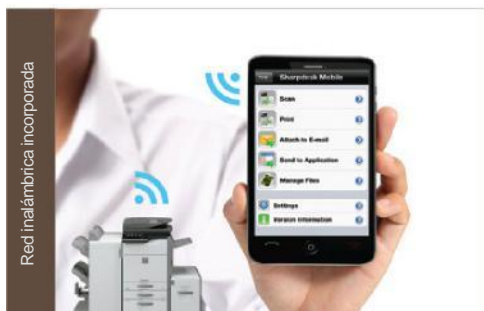 Red inalámbrica incorporada
Sharpdesk Mobile
Scan
Print
Attach to E-mail
Send to Application
Manage Files
Settings
Version Information